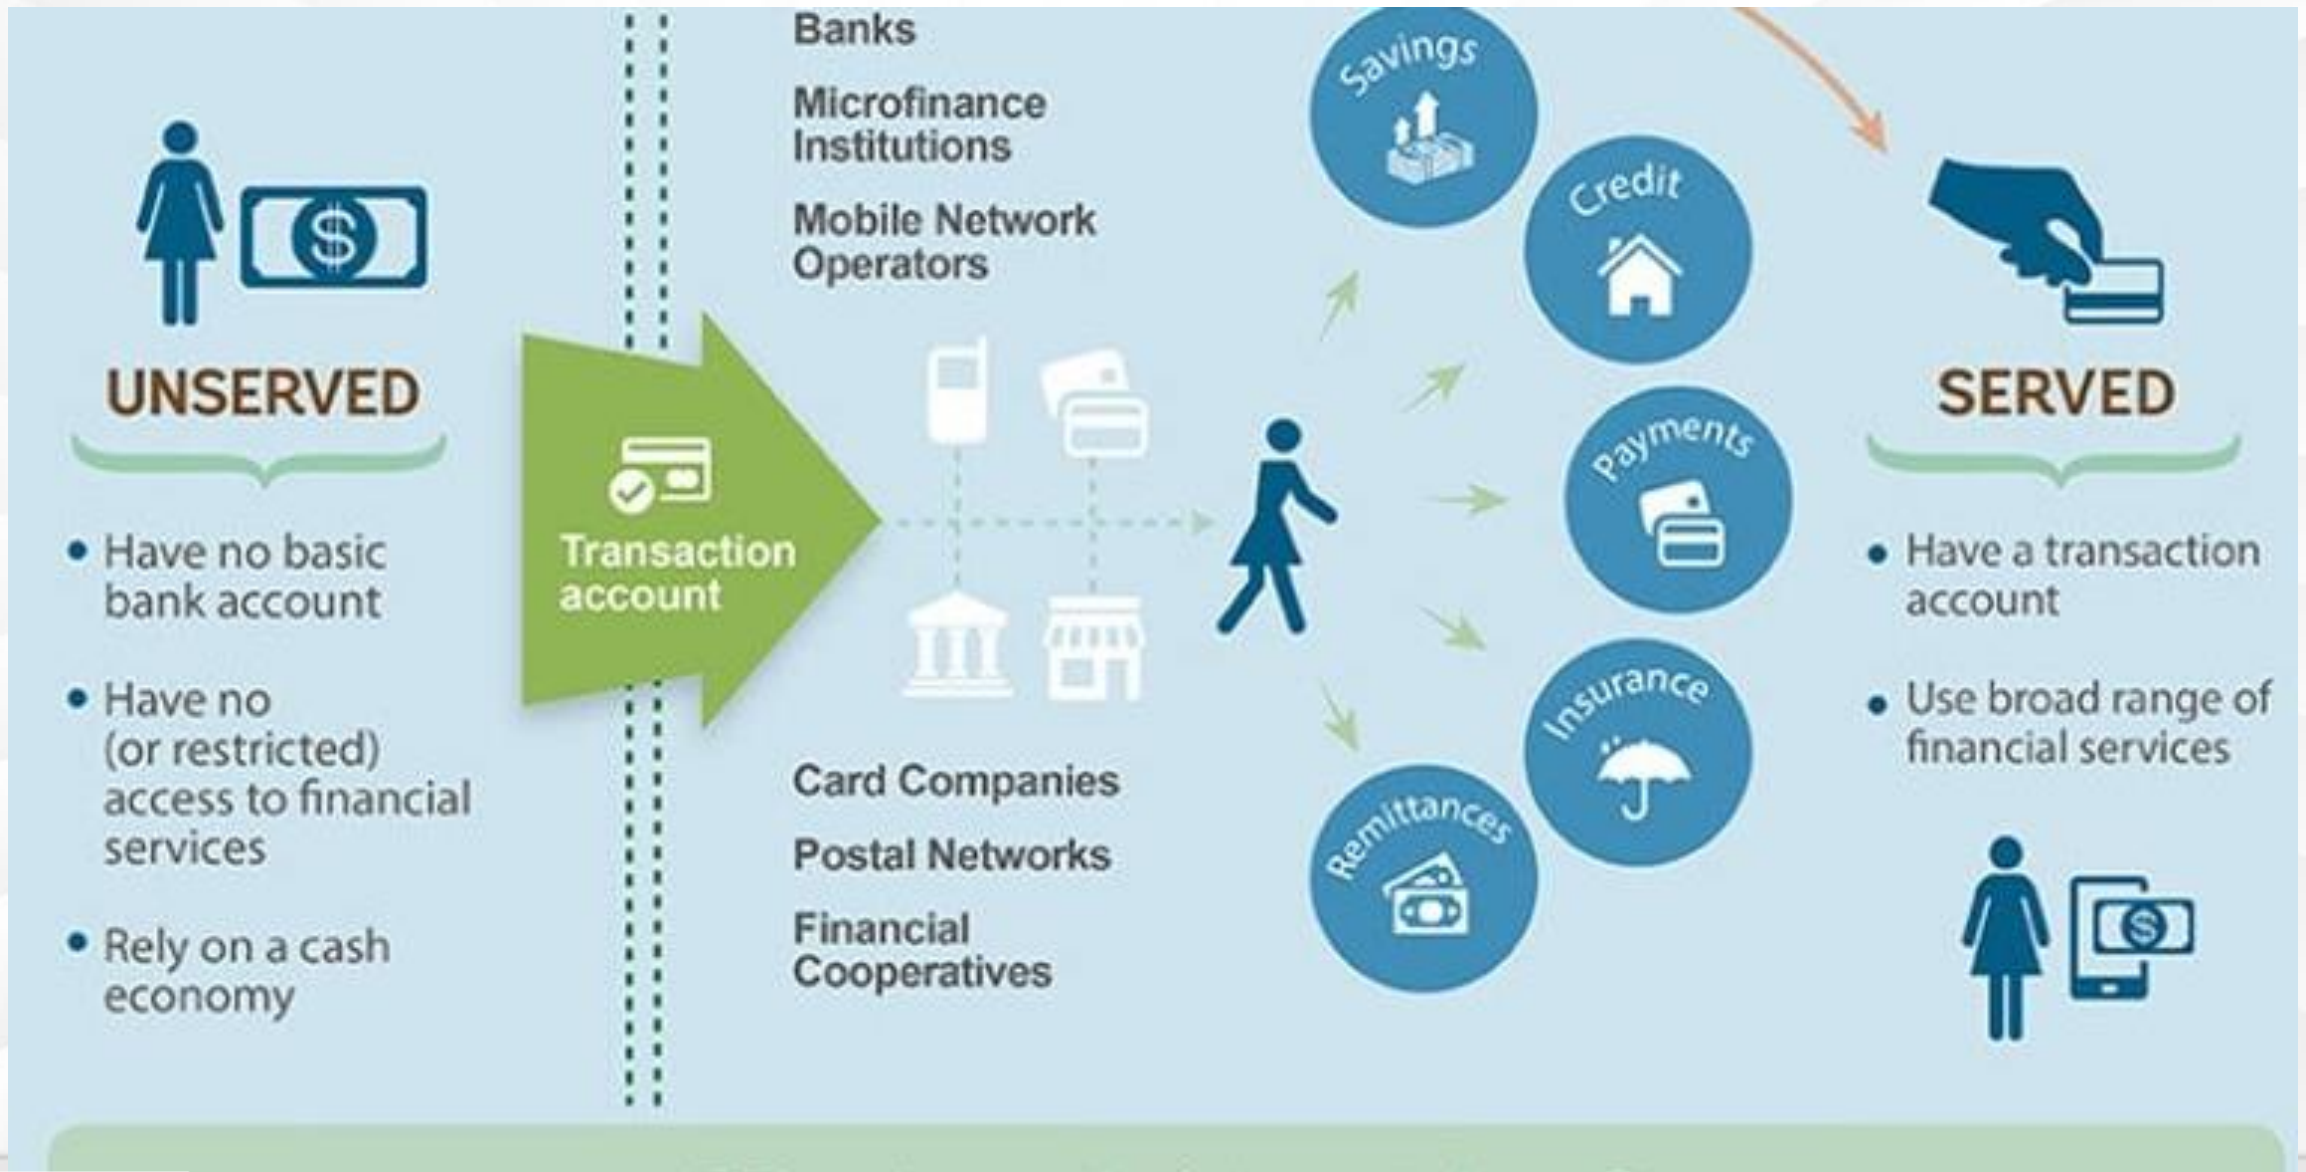 UNSERVED
Have no basic
bank account
Have no
(or restricted)
access to financial
services
Rely on a cash
economy
Transaction
account
Banks
Microfinance
Institutions
Mobile Network
Operators
Card Companies
Postal Networks
Financial
Cooperatives
Savings
Credit
Payments
Insurance
Remittances
SERVED
Have a transaction
account
Use broad range of
financial services